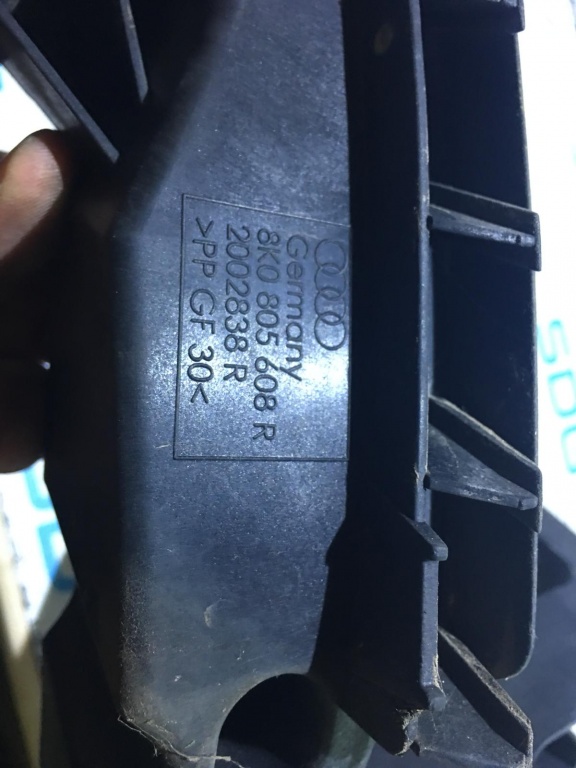 Germany
8K0 805 608 R
2002838 R
>PP GF 30<